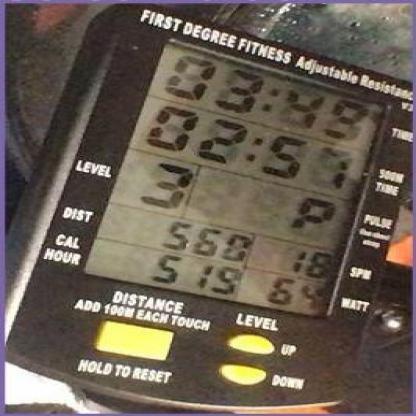 FIRST DEGREE FITNESS Adjustable Resistanc
03:49 TIME
02:57 500M TIME
LEVEL 3 P PULSE
DIST 560 18 SPM
CAL HOUR 519 64 WATT
DISTANCE
ADD 100M EACH TOUCH
HOLD TO RESET
LEVEL
UP
DOWN